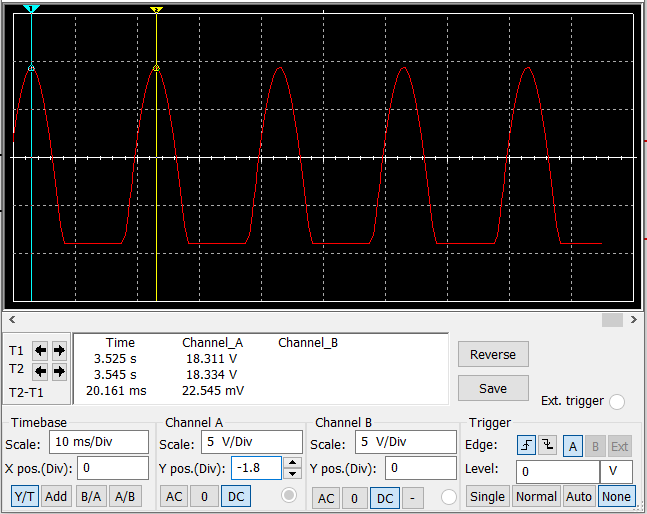 1 2
T1 T2 T2-T1
Time Channel_A Channel_B
3.525 s 18.311 V
3.545 s 18.334 V
20.161 ms 22.545 mV
Reverse
Save
Ext. trigger
Timebase
Scale: 10 ms/Div
X pos.(Div): 0
Y/T Add B/A A/B
Channel A
Scale: 5 V/Div
Y pos.(Div): -1.8
AC 0 DC
Channel B
Scale: 5 V/Div
Y pos.(Div): 0
AC 0 DC -
Trigger
Edge: A B Ext
Level: 0 V
Single Normal Auto None